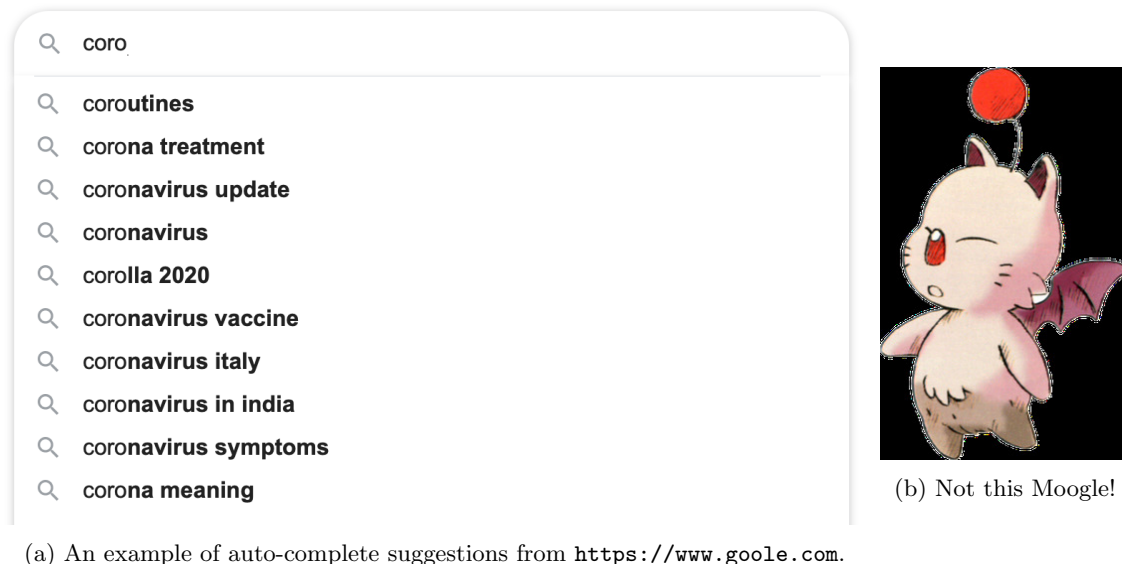 coro
coroutines
corona treatment
coronavirus update
coronavirus
corolla 2020
coronavirus vaccine
coronavirus italy
coronavirus in india
coronavirus symptoms
corona meaning
(b) Not this Moogle!
(a) An example of auto-complete suggestions from https://www.goole.com.